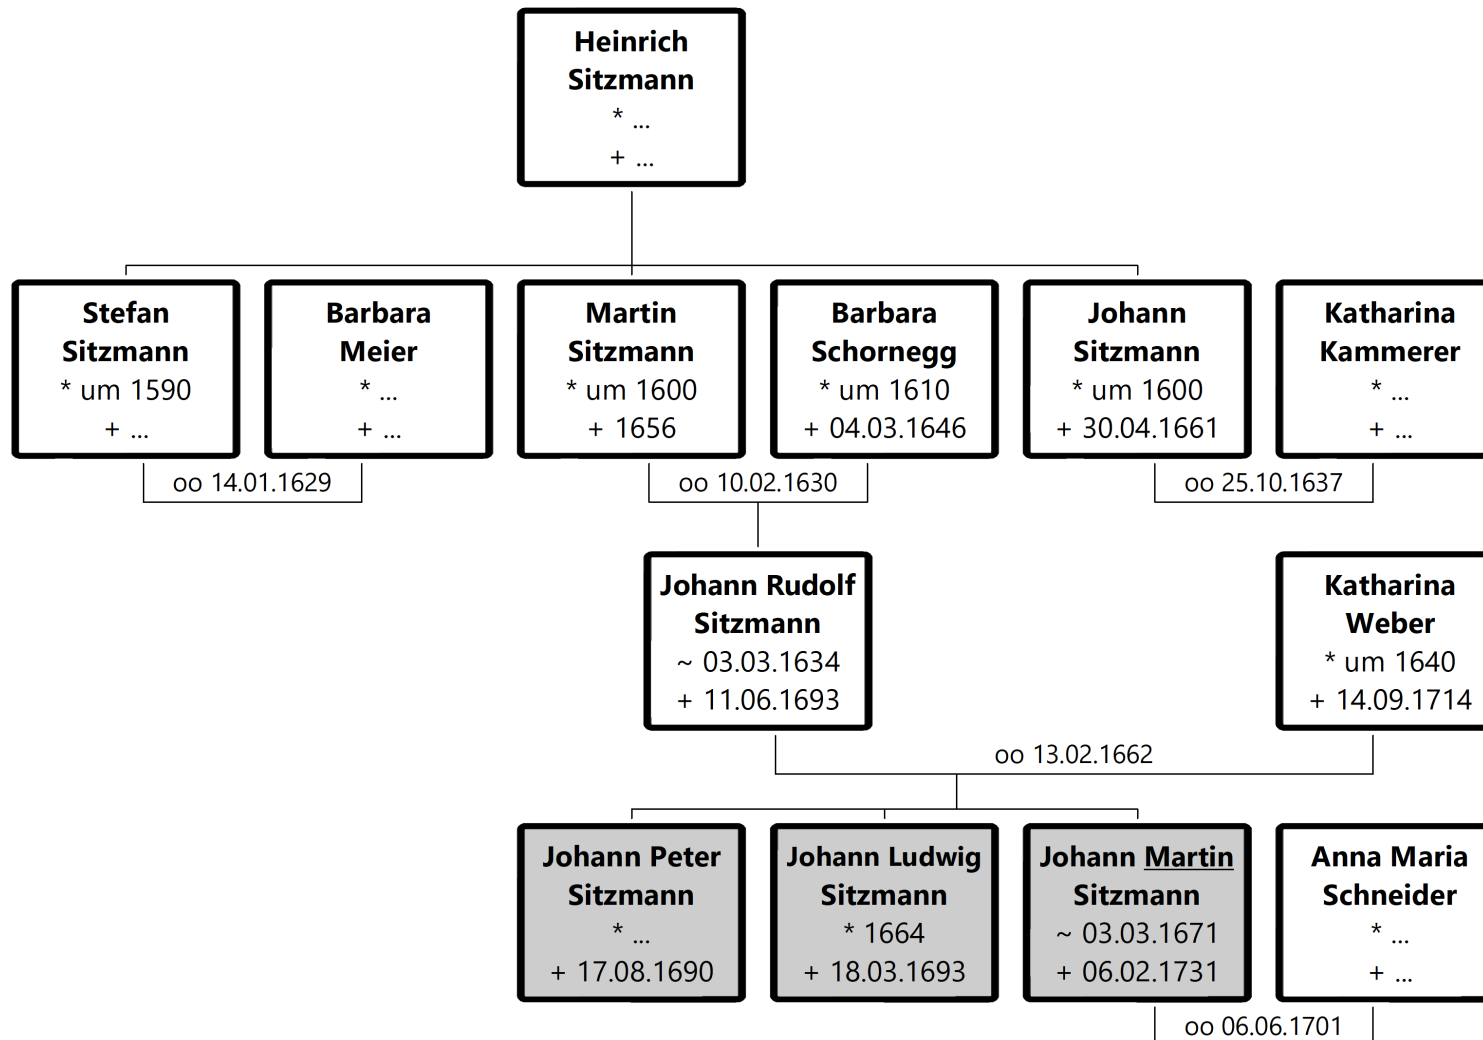 Heinrich
Sitzmann
* ...
+ ...
Stefan
Sitzmann
* um 1590
+ ...
Barbara
Meier
* ...
+ ...
Martin
Sitzmann
* um 1600
+ 1656
Barbara
Schornegg
* um 1610
+ 04.03.1646
Johann
Sitzmann
* um 1600
+ 30.04.1661
Katharina
Kammerer
* ...
+ ...
oo 14.01.1629
oo 10.02.1630
oo 25.10.1637
Johann Rudolf
Sitzmann
~ 03.03.1634
+ 11.06.1693
Katharina
Weber
* um 1640
+ 14.09.1714
oo 13.02.1662
Johann Peter
Sitzmann
* ...
+ 17.08.1690
Johann Ludwig
Sitzmann
* 1664
+ 18.03.1693
Johann Martin
Sitzmann
~ 03.03.1671
+ 06.02.1731
Anna Maria
Schneider
* ...
+ ...
oo 06.06.1701